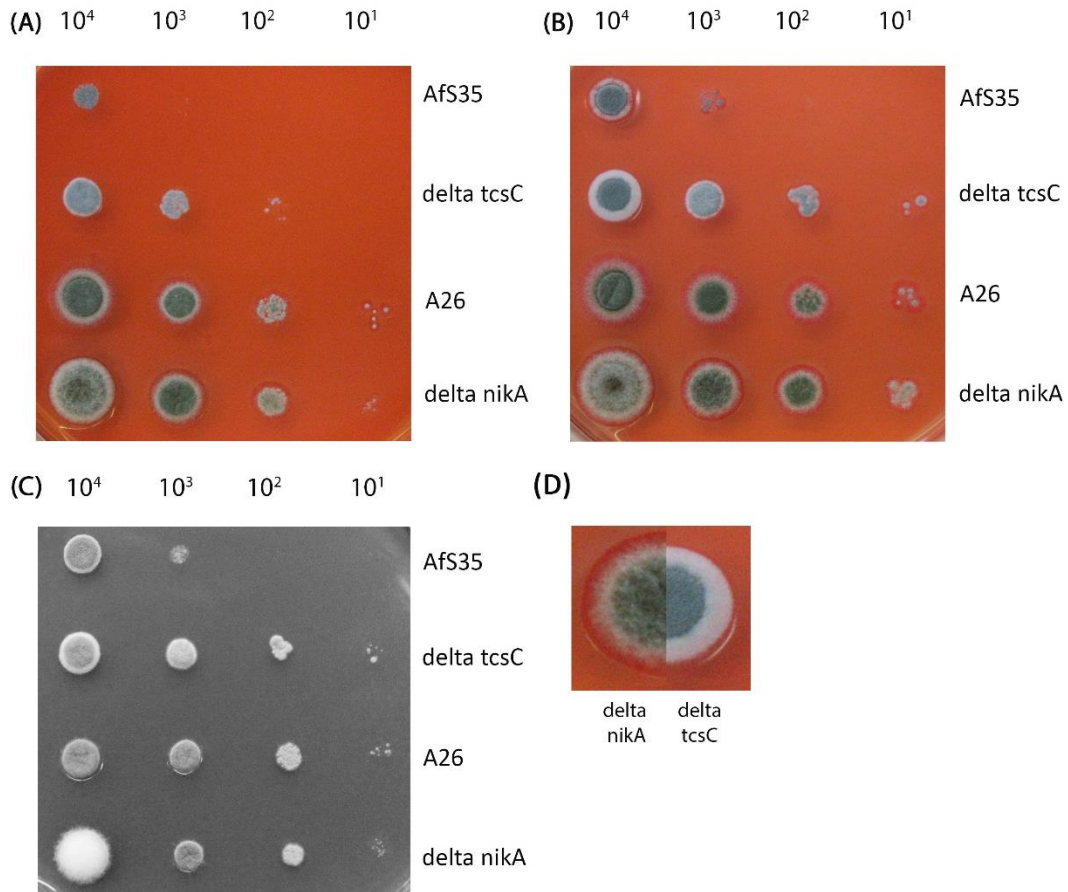 (A) 10⁴ 10³ 10² 10¹
AfS35
delta tcsC
A26
delta nikA
(B) 10⁴ 10³ 10² 10¹
AfS35
delta tcsC
A26
delta nikA
(C) 10⁴ 10³ 10² 10¹
AfS35
delta tcsC
A26
delta nikA
(D)
delta
nikA
delta
tcsC